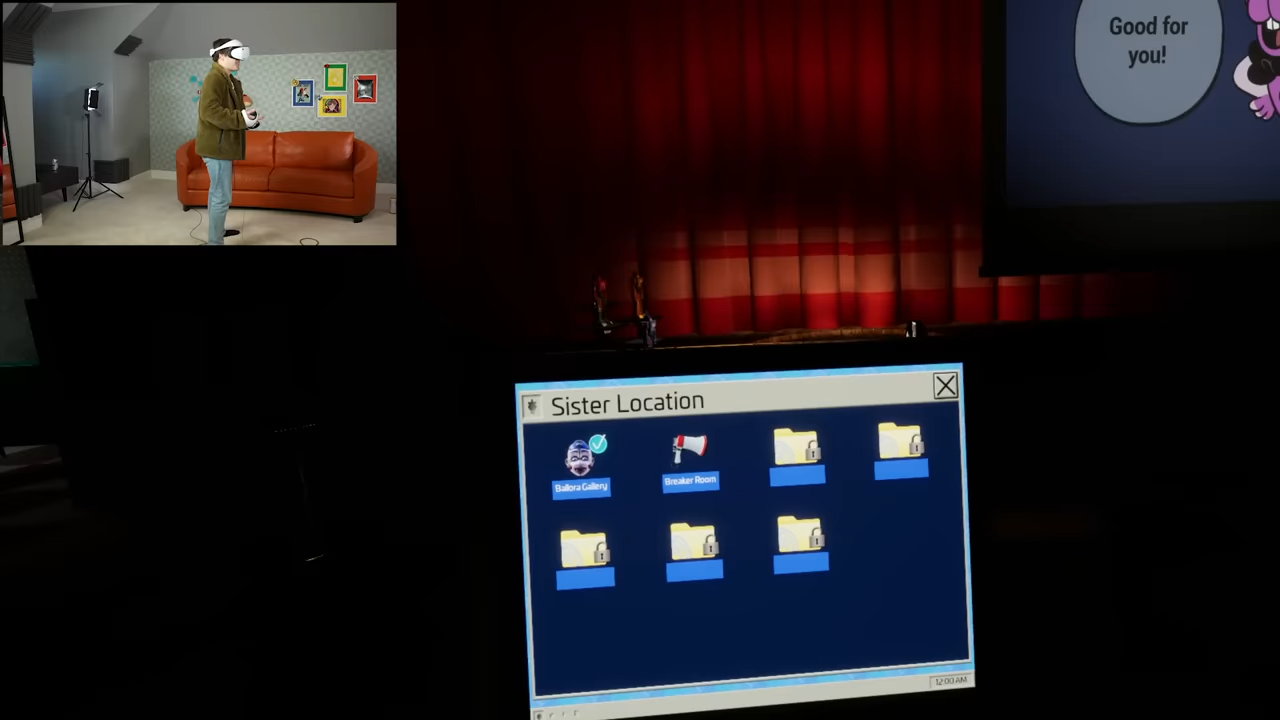 Good for
you!
Sister Location
Ballora Gallery
Breaker Room
12:00 AM